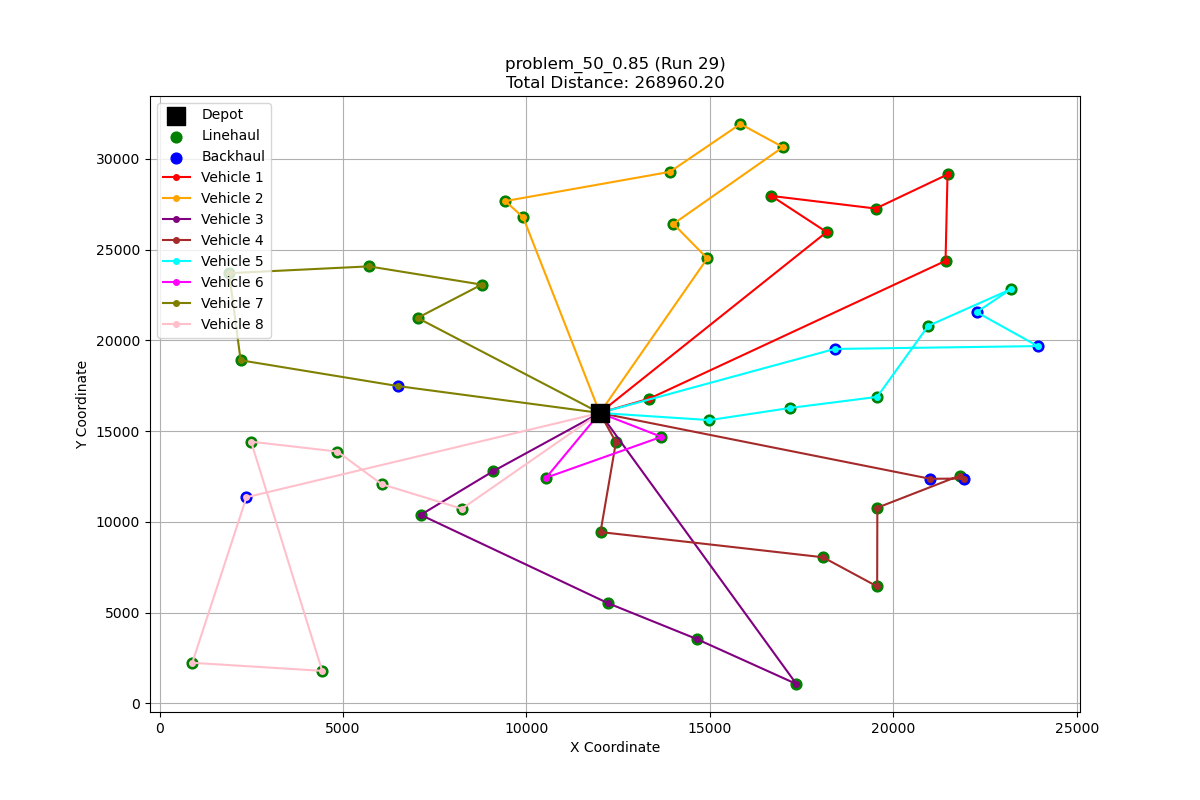 problem_50_0.85 (Run 29)
Total Distance: 268960.20
Depot
Linehaul
Backhaul
Vehicle 1
Vehicle 2
Vehicle 3
Vehicle 4
Vehicle 5
Vehicle 6
Vehicle 7
Vehicle 8
30000
25000
20000
15000
10000
5000
0
Y Coordinate
0 5000 10000 15000 20000 25000
X Coordinate